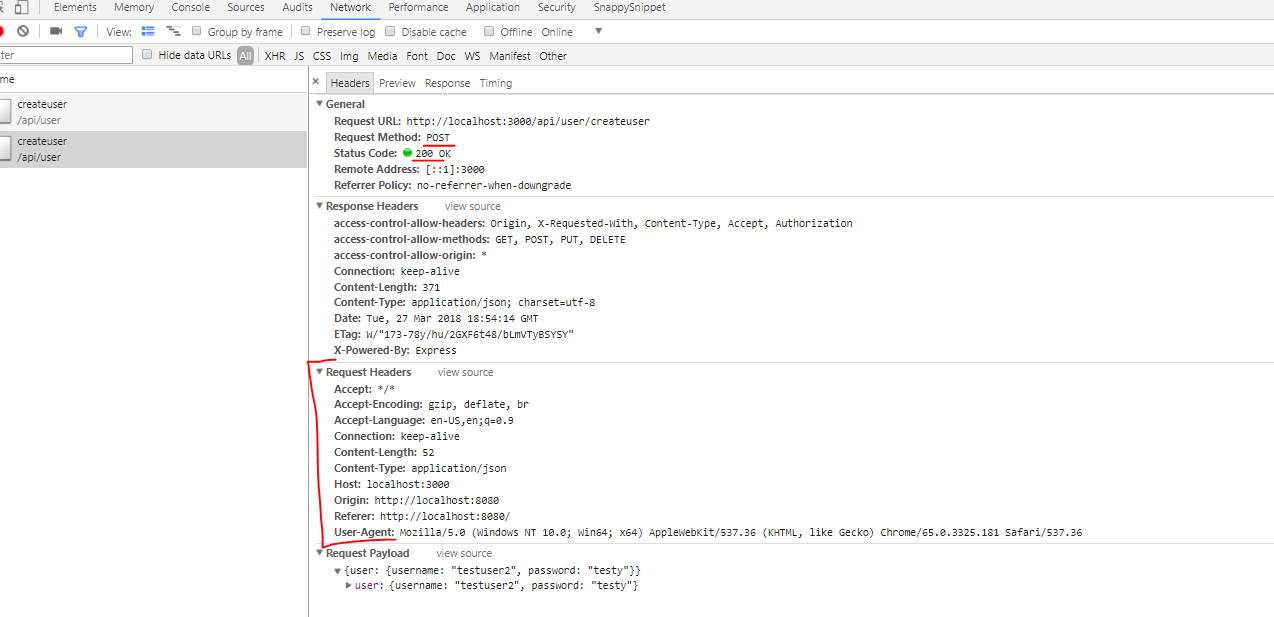 Elements Memory Console Sources Audits Network Performance Application Security SnappySnippet
View: Group by frame Preserve log Disable cache Offline Online
ter Hide data URLs All XHR JS CSS Img Media Font Doc WS Manifest Other
me
createuser
/api/user
createuser
/api/user
× Headers Preview Response Timing
General
Request URL: http://localhost:3000/api/user/createuser
Request Method: POST
Status Code: 200 OK
Remote Address: [::1]:3000
Referrer Policy: no-referrer-when-downgrade
Response Headers view source
access-control-allow-headers: Origin, X-Requested-With, Content-Type, Accept, Authorization
access-control-allow-methods: GET, POST, PUT, DELETE
access-control-allow-origin: *
Connection: keep-alive
Content-Length: 371
Content-Type: application/json; charset=utf-8
Date: Tue, 27 Mar 2018 18:54:14 GMT
ETag: W/"173-78y/hu/2GXF6t48/bLmVTyBSYSY"
X-Powered-By: Express
Request Headers view source
Accept: */*
Accept-Encoding: gzip, deflate, br
Accept-Language: en-US,en;q=0.9
Connection: keep-alive
Content-Length: 52
Content-Type: application/json
Host: localhost:3000
Origin: http://localhost:8080
Referer: http://localhost:8080/
User-Agent: Mozilla/5.0 (Windows NT 10.0; Win64; x64) AppleWebKit/537.36 (KHTML, like Gecko) Chrome/65.0.3325.181 Safari/537.36
Request Payload view source
{user: {username: "testuser2", password: "testy"}}
user: {username: "testuser2", password: "testy"}